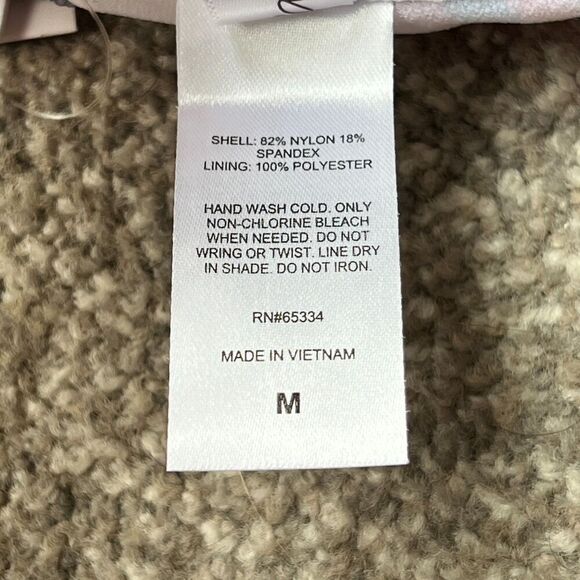 SHELL: 82% NYLON 18%
SPANDEX
LINING: 100% POLYESTER
HAND WASH COLD. ONLY
NON-CHLORINE BLEACH
WHEN NEEDED. DO NOT
WRING OR TWIST. LINE DRY
IN SHADE. DO NOT IRON.
RN#65334
MADE IN VIETNAM
M